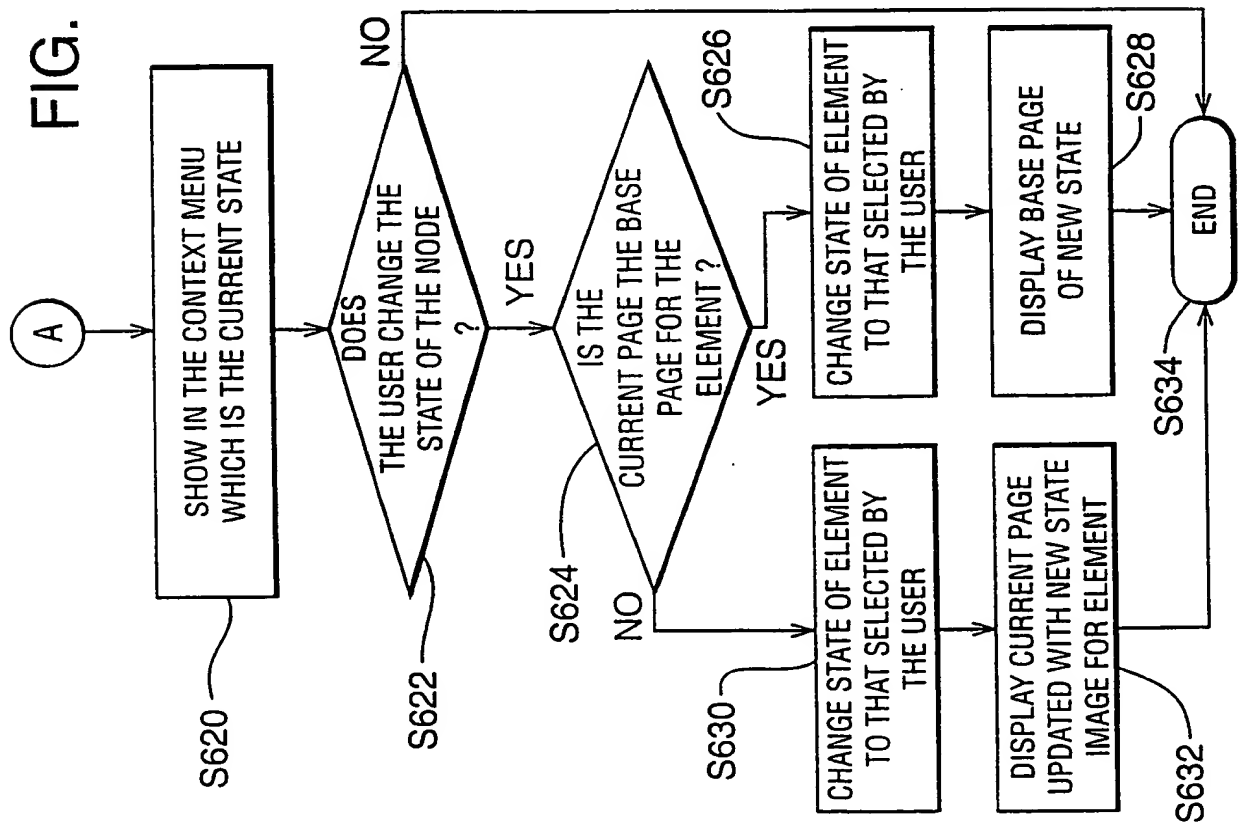 FIG.
A
SHOW IN THE CONTEXT MENU
WHICH IS THE CURRENT STATE
S620
DOES
THE USER CHANGE THE
STATE OF THE NODE
?
S622
NO
YES
IS THE
CURRENT PAGE THE BASE
PAGE FOR THE
ELEMENT ?
S624
NO
YES
CHANGE STATE OF ELEMENT
TO THAT SELECTED BY
THE USER
S630
CHANGE STATE OF ELEMENT
TO THAT SELECTED BY
THE USER
S626
DISPLAY CURRENT PAGE
UPDATED WITH NEW STATE
IMAGE FOR ELEMENT
S632
DISPLAY BASE PAGE
OF NEW STATE
S628
S634
END